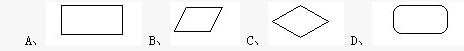 A、 B、 C、 D、